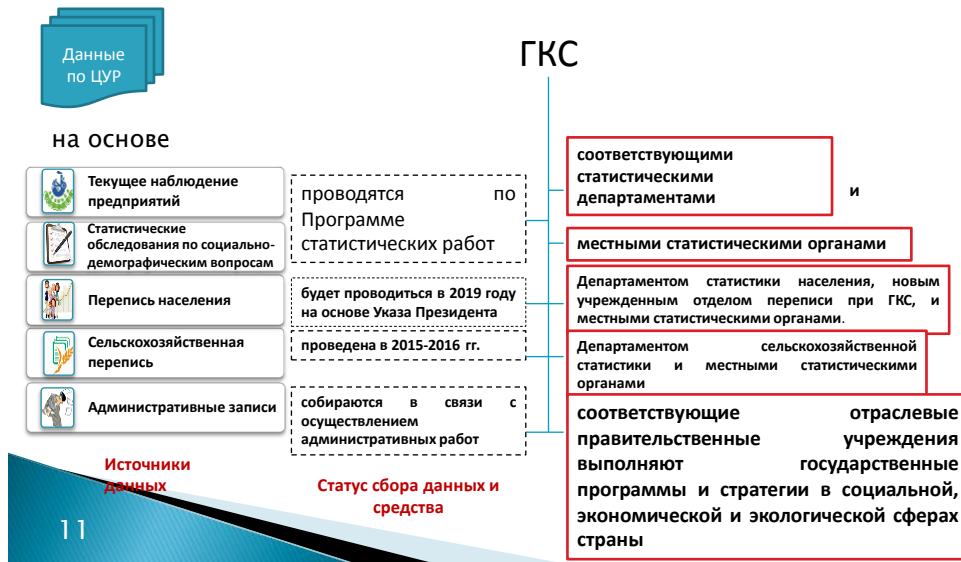 Данные
по ЦУР
ГКС
на основе
Текущее наблюдение
предприятий
Статистические
обследования по социально-
демографическим вопросам
Перепись населения
Сельскохозяйственная
перепись
Административные записи
Источники
данных
проводятся по
Программе
статистических работ
будет проводиться в 2019 году
на основе Указа Президента
проведена в 2015-2016 гг.
собираются в связи с
осуществлением
административных работ
Статус сбора данных и
средства
соответствующими
статистическими
департаментами
и
местными статистическими органами
Департаментом статистики населения, новым
учрежденным отделом переписи при ГКС, и
местными статистическими органами.
Департаментом сельскохозяйственной
статистики и местными статистическими
органами
соответствующие отраслевые
правительственные учреждения
выполняют государственные
программы и стратегии в социальной,
экономической и экологической сферах
страны
11